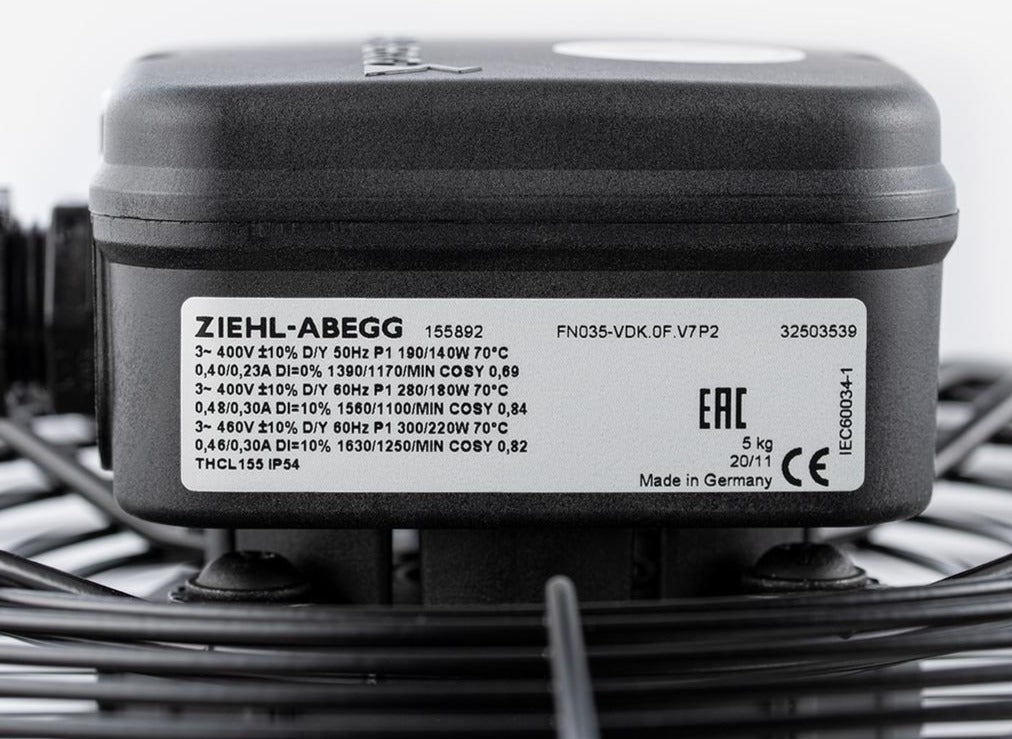 ZIEHL-ABEGG 155892 FN035-VDK.0F.V7P2 32503539
3~ 400V ±10% D/Y 50Hz P1 190/140W 70°C
0,40/0,23A DI=0% 1390/1170/MIN COSY 0,69
3~ 400V ±10% D/Y 60Hz P1 280/180W 70°C
0,48/0,30A DI=10% 1560/1100/MIN COSY 0,84
3~ 460V ±10% D/Y 60Hz P1 300/220W 70°C
0,46/0,30A DI=10% 1630/1250/MIN COSY 0,82
THCL155 IP54
EAC
5 kg
20/11
Made in Germany
CE
IEC60034-1